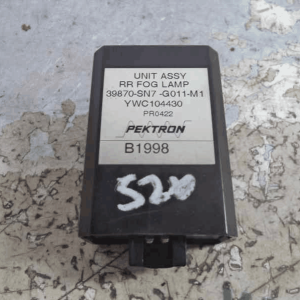 UNIT ASSY
RR FOG LAMP
39870-SN7 -G011-M1
YWC104430
PR0422
PEKTRON
B1998
520